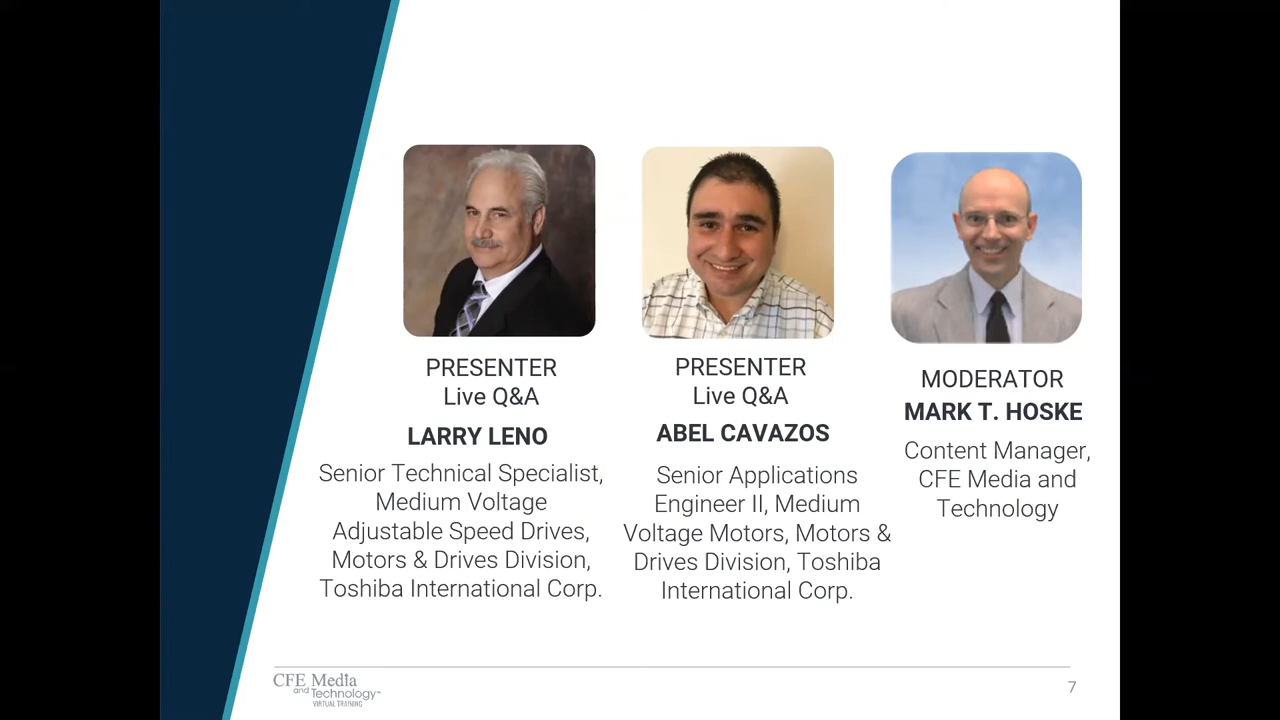 PRESENTER
Live Q&A
LARRY LENO
Senior Technical Specialist,
Medium Voltage
Adjustable Speed Drives,
Motors & Drives Division,
Toshiba International Corp.
PRESENTER
Live Q&A
ABEL CAVAZOS
Senior Applications
Engineer II, Medium
Voltage Motors, Motors &
Drives Division, Toshiba
International Corp.
MODERATOR
MARK T. HOSKE
Content Manager,
CFE Media and
Technology
CFE Media
and Technology™
VIRTUAL TRAINING
7